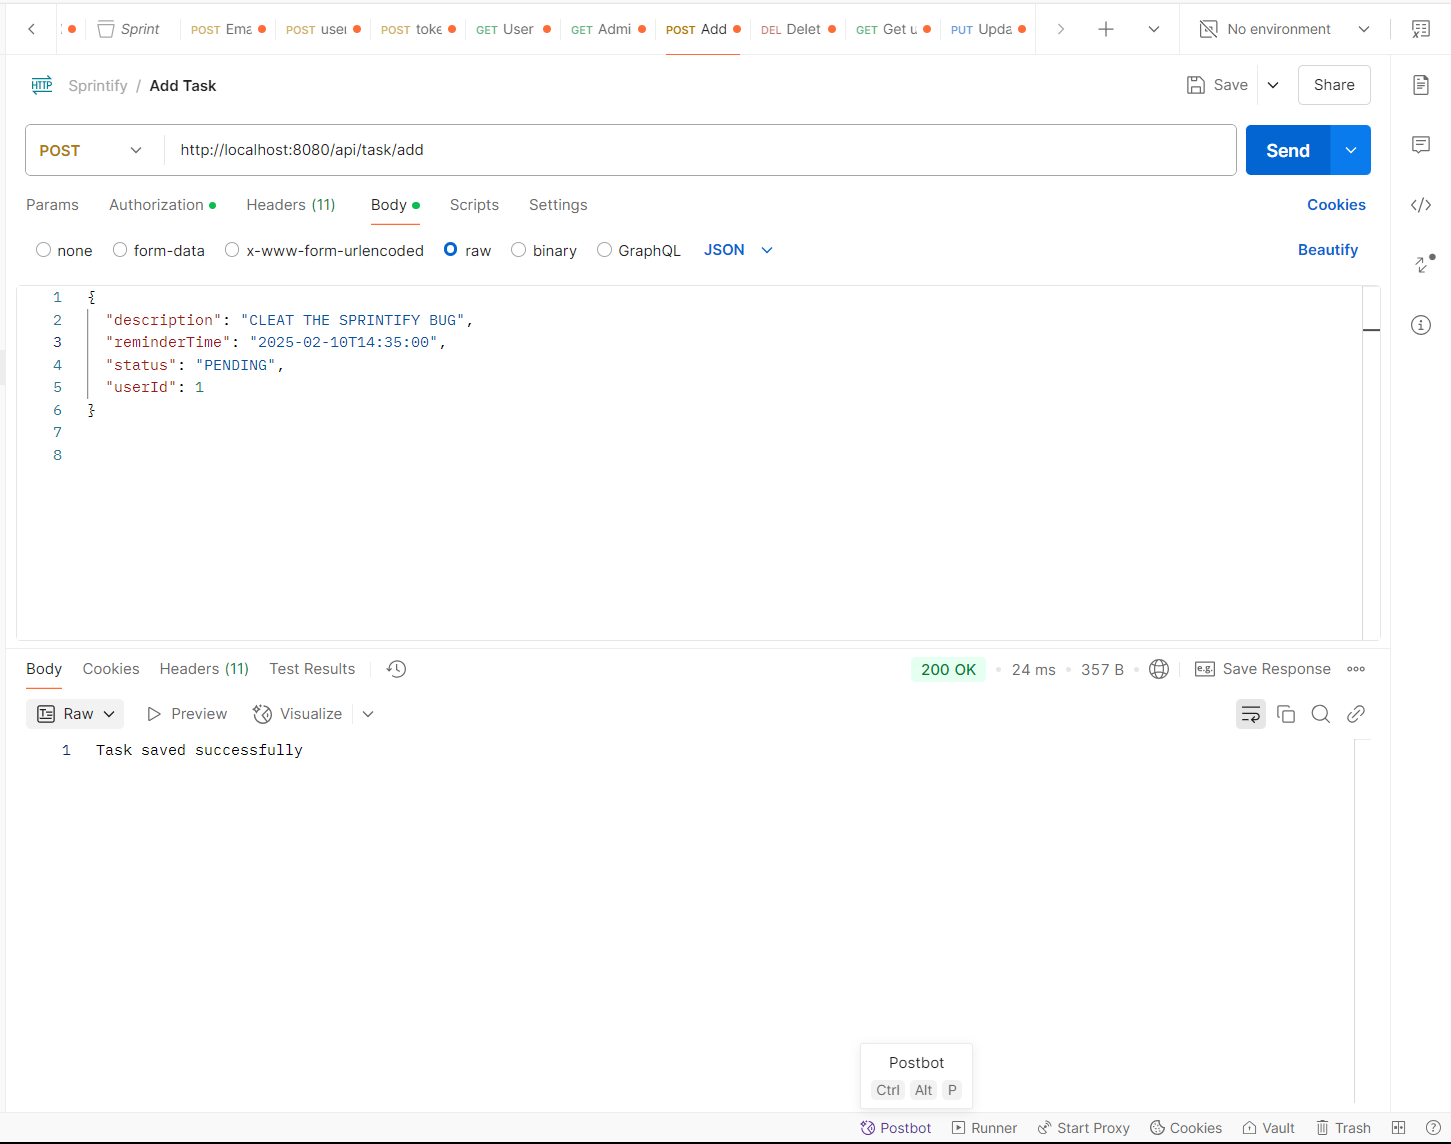 Sprint POST Ema POST user POST toke GET User GET Admi POST Add DEL Delet GET Get u PUT Upda No environment
HTTP Sprintify / Add Task Save Share
POST http://localhost:8080/api/task/add Send
Params Authorization Headers (11) Body Scripts Settings Cookies
none form-data x-www-form-urlencoded raw binary GraphQL JSON Beautify
1 {
2 "description": "CLEAT THE SPRINTIFY BUG",
3 "reminderTime": "2025-02-10T14:35:00",
4 "status": "PENDING",
5 "userId": 1
6 }
7
8
Body Cookies Headers (11) Test Results 200 OK • 24 ms • 357 B • e.g. Save Response
Raw Preview Visualize
1 Task saved successfully
Postbot
Ctrl Alt P
Postbot Runner Start Proxy Cookies Vault Trash